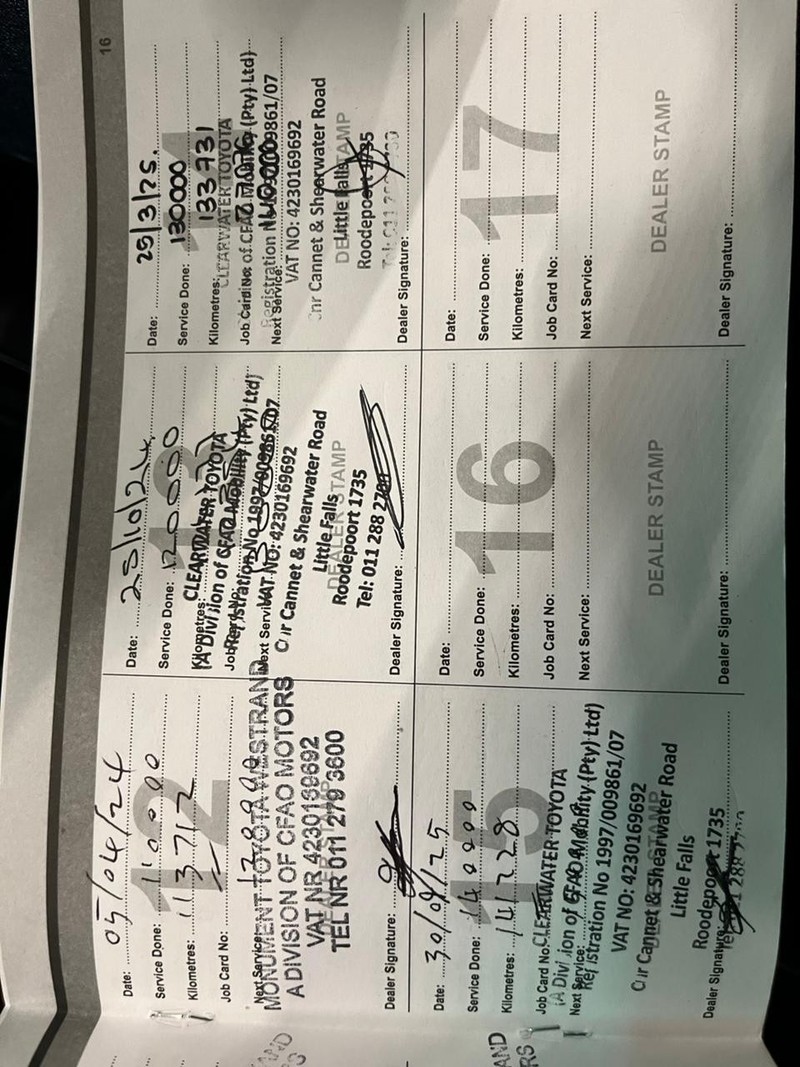 16
12
Date: 05/04/24
Service Done: 110000
Kilometres: 113712
Job Card No:
Next Service:
MONUMENT TOYOTA WESTRAND
A DIVISION OF CFAO MOTORS
VAT NR 4230169692
TEL NR 011 279 3600
Dealer Signature:
13
Date: 25/10/24
Service Done: 120000
Kilometres:
CLEARWATER TOYOTA
(A Division of CFAO Mobility (Pty) Ltd)
Job Card No:
Registration No 1997/009861/07
Next Service:
VAT NO: 4230169692
Cnr Cannet & Shearwater Road
Little Falls
DEALER STAMP
Roodepoort 1735
Tel: 011 288 2700
Dealer Signature:
Date: 25/3/25.
Service Done: 130000
Kilometres: 133731
CLEARWATER TOYOTA
Job Card No:
of CFAO Mobility (Pty) Ltd)
Registration No 1997/009861/07
Next Service: 140000
VAT NO: 4230169692
Cnr Cannet & Shearwater Road
Little Falls
DEALER STAMP
Roodepoort 1735
Dealer Signature:
15
Date: 30/09/25
Service Done: 140000
Kilometres: 141228
Job Card No:
CLEARWATER TOYOTA
(A Division of CFAO Mobility (Pty) Ltd)
Next Service:
Registration No 1997/009861/07
VAT NO: 4230169692
Cnr Cannet & Shearwater Road
DEALER STAMP
Little Falls
Roodepoort 1735
Tel: 011 288 2700
Dealer Signature:
16
Date:
Service Done:
Kilometres:
Job Card No:
Next Service:
DEALER STAMP
Dealer Signature:
17
Date:
Service Done:
Kilometres:
Job Card No:
Next Service:
DEALER STAMP
Dealer Signature: